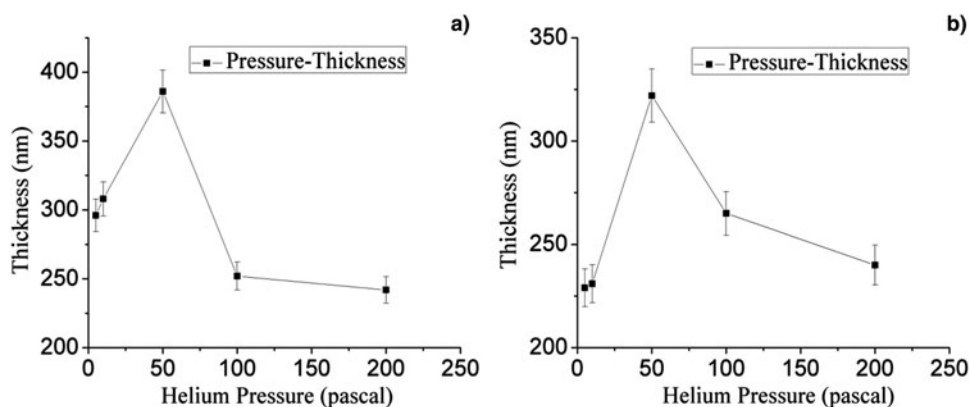 a)
Pressure-Thickness
400
350
300
250
200
Thickness (nm)
0 50 100 150 200 250
Helium Pressure (pascal)
b)
Pressure-Thickness
350
300
250
200
Thickness (nm)
0 50 100 150 200 250
Helium Pressure (pascal)